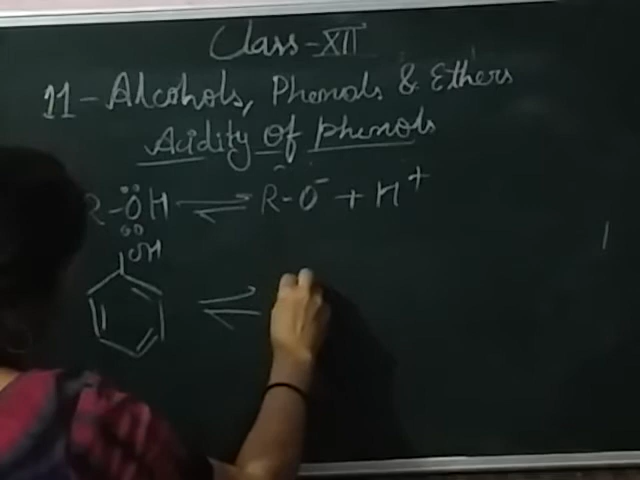 Class-XII
11-Alcohols, Phenols & Ethers
Acidity of phenols
R-ÖH ⇌ R-O⁻ + H⁺
OH
⇌